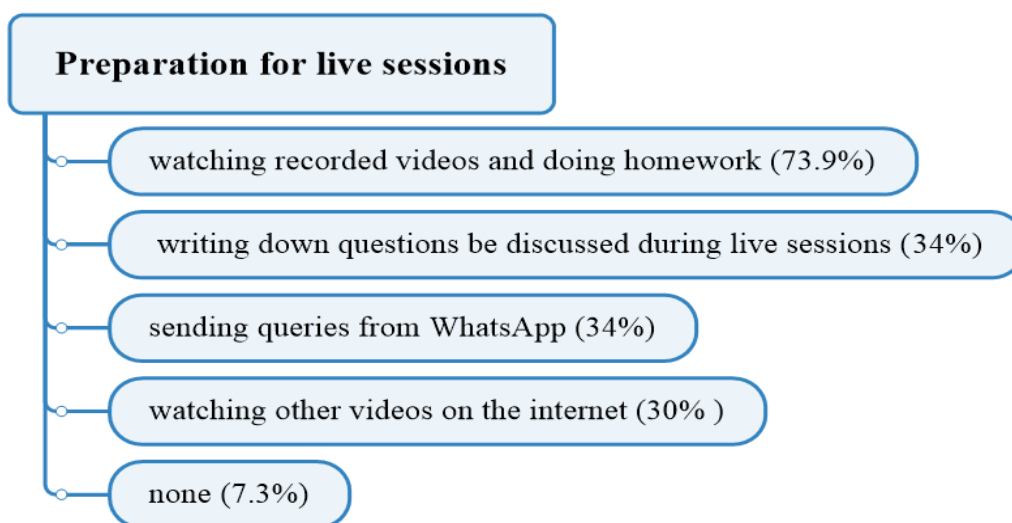 Preparation for live sessions
watching recorded videos and doing homework (73.9%)
writing down questions be discussed during live sessions (34%)
sending queries from WhatsApp (34%)
watching other videos on the internet (30% )
none (7.3%)